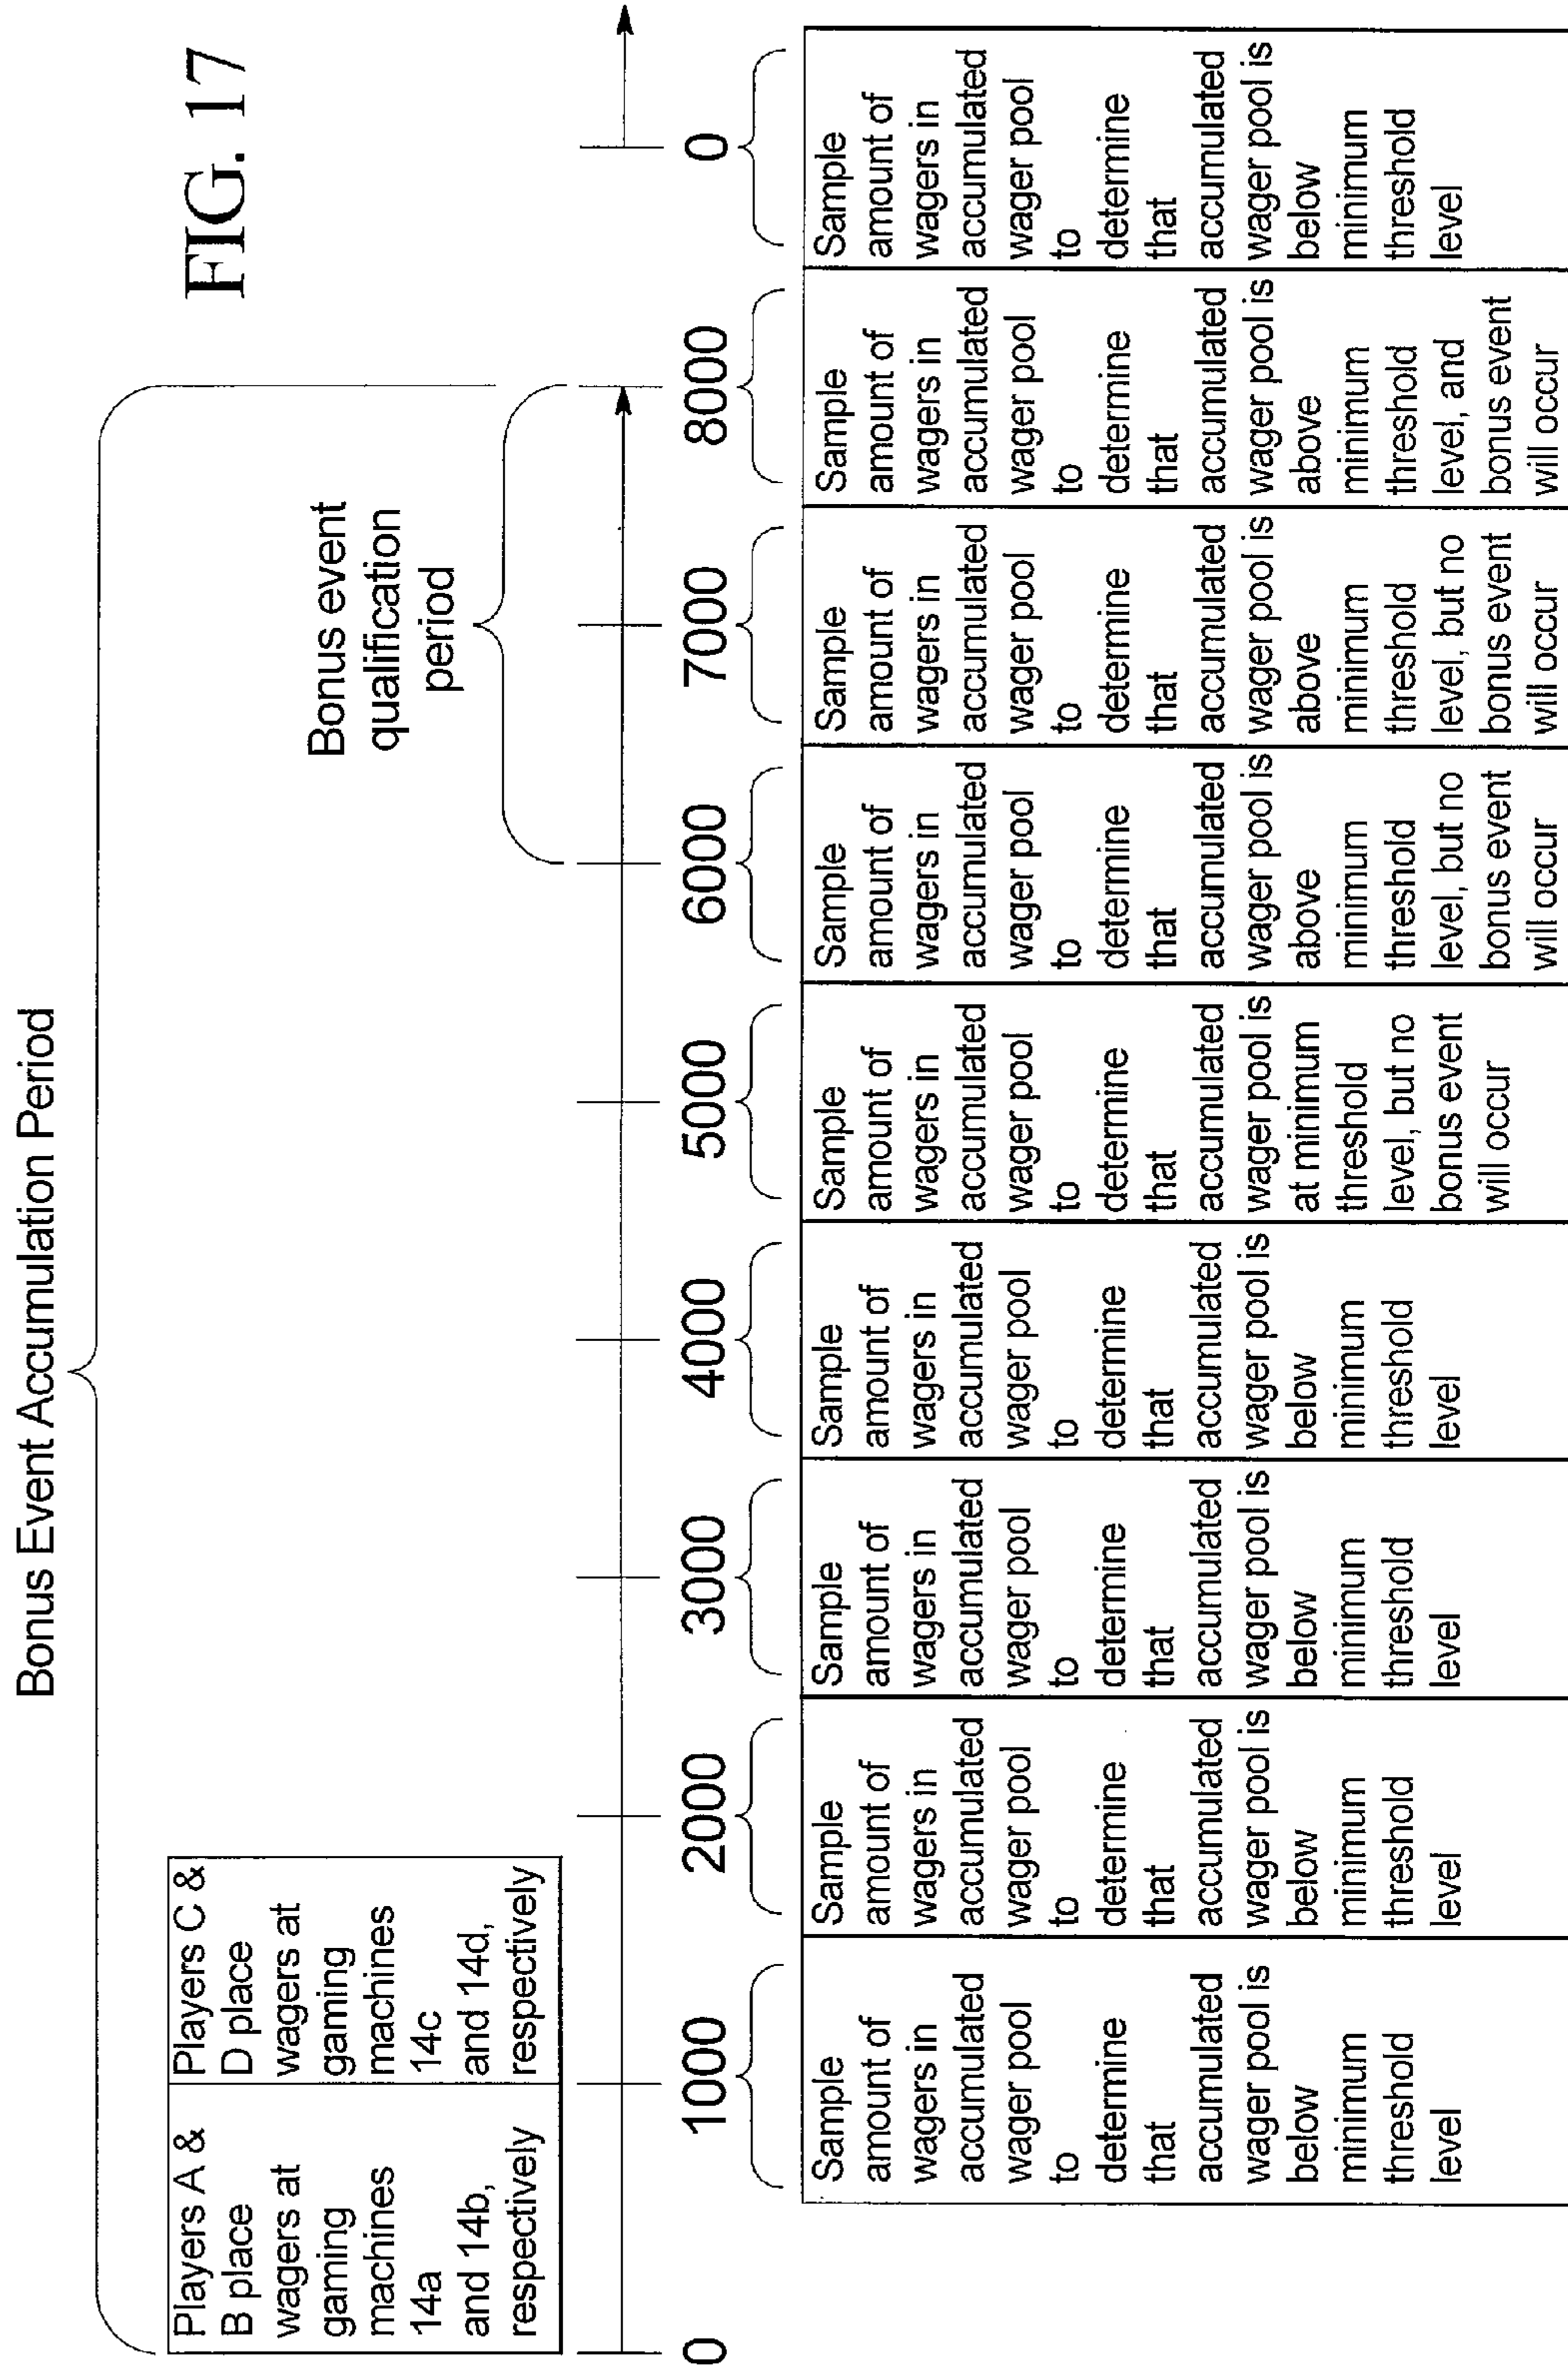 Bonus Event Accumulation Period
FIG. 17
Players A &
B place
wagers at
gaming
machines
14a
and 14b,
respectively
Players C &
D place
wagers at
gaming
machines
14c
and 14d,
respectively
Bonus event
qualification
period
0
1000
2000
3000
4000
5000
6000
7000
8000
0
Sample
amount of
wagers in
accumulated
wager pool
to
determine
that
accumulated
wager pool is
below
minimum
threshold
level
Sample
amount of
wagers in
accumulated
wager pool
to
determine
that
accumulated
wager pool is
below
minimum
threshold
level
Sample
amount of
wagers in
accumulated
wager pool
to
determine
that
accumulated
wager pool is
below
minimum
threshold
level
Sample
amount of
wagers in
accumulated
wager pool
to
determine
that
accumulated
wager pool is
below
minimum
threshold
level
Sample
amount of
wagers in
accumulated
wager pool
to
determine
that
accumulated
wager pool is
at minimum
threshold
level, but no
bonus event
will occur
Sample
amount of
wagers in
accumulated
wager pool
to
determine
that
accumulated
wager pool is
above
minimum
threshold
level, but no
bonus event
will occur
Sample
amount of
wagers in
accumulated
wager pool
to
determine
that
accumulated
wager pool is
above
minimum
threshold
level, but no
bonus event
will occur
Sample
amount of
wagers in
accumulated
wager pool
to
determine
that
accumulated
wager pool is
above
minimum
threshold
level, and
bonus event
will occur
Sample
amount of
wagers in
accumulated
wager pool
to
determine
that
accumulated
wager pool is
below
minimum
threshold
level